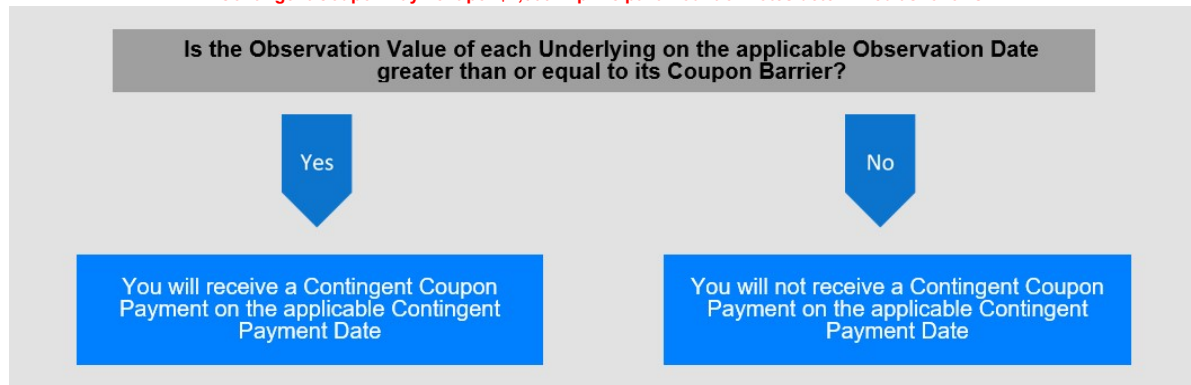 Is the Observation Value of each Underlying on the applicable Observation Date
greater than or equal to its Coupon Barrier?
Yes
No
You will receive a Contingent Coupon
Payment on the applicable Contingent
Payment Date
You will not receive a Contingent Coupon
Payment on the applicable Contingent
Payment Date